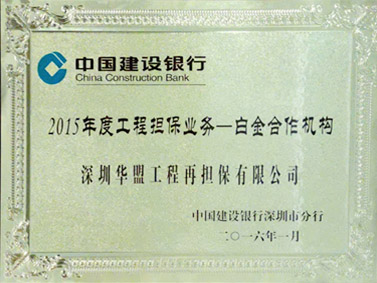 中国建设银行
China Construction Bank
2015年度工程担保业务—白金合作机构
深圳华盟工程再担保有限公司
中国建设银行深圳市分行
二〇一六年一月